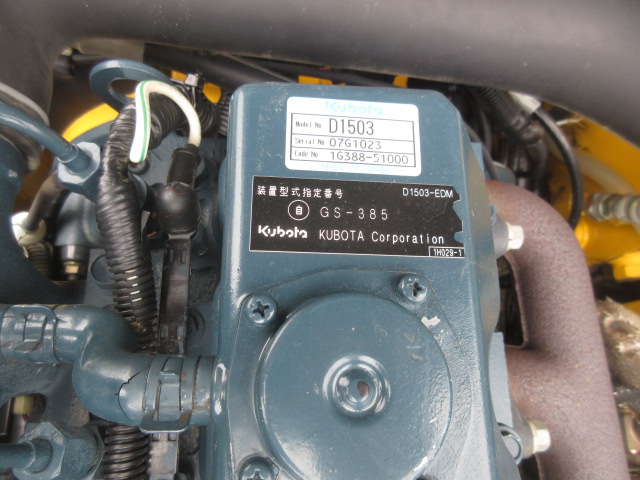 Kubota
Model No D1503
Serial No 07G1023
Code No 1G388-51000
装置型式指定番号 D1503-EDM
自 GS-385
Kubota KUBOTA Corporation
1H029-1